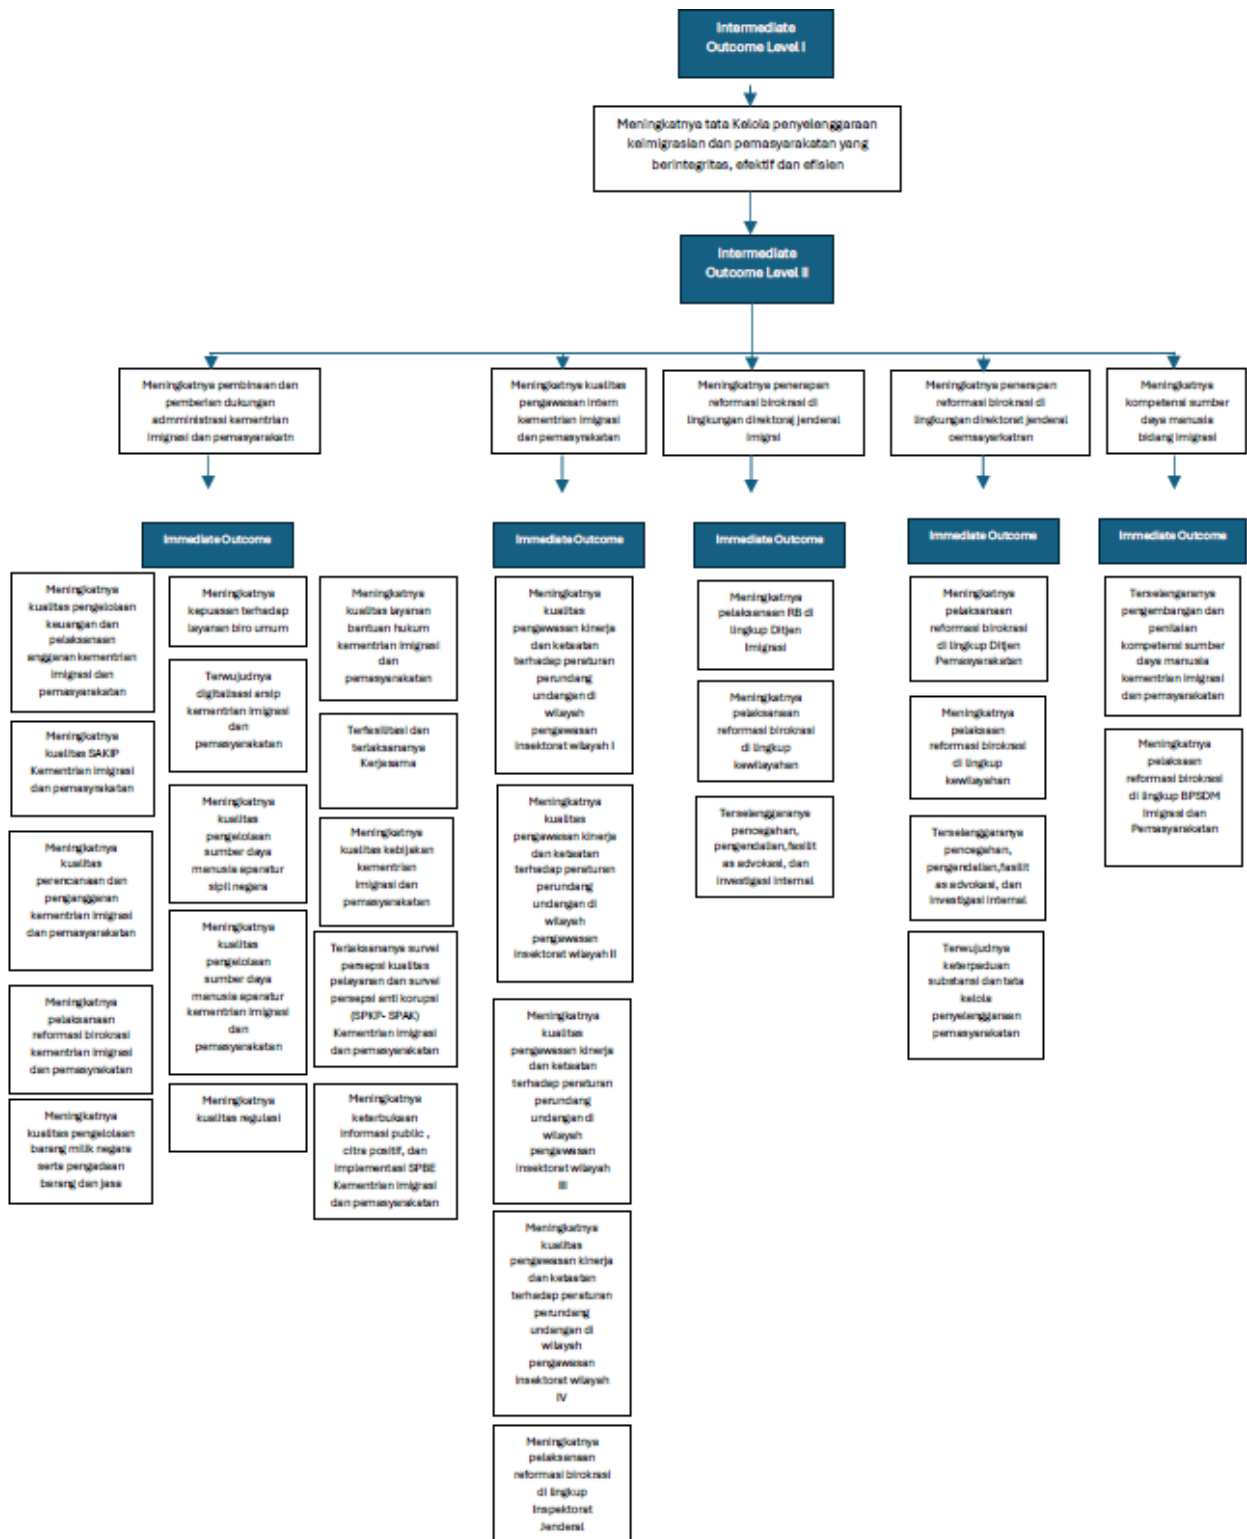 Intermediate
Outcome Level I
Meningkatnya tata Kelola penyelenggaraan
keimigrasian dan pemasyarakatan yang
berintegritas, efektif dan efisien
Intermediate
Outcome Level II
Meningkatnya pembinaan dan
pemberian dukungan
admministrasi kementrian
imigrasi dan pemasyarakatn
Meningkatnya kualitas
pengawasan intern
kementrian imigrasi
dan pemasyrakatan
Meningkatnya penerapan
reformasi birokrasi di
lingkungan direktoraj jenderal
imigrsi
Meningkatnya penerapan
reformasi birokrasi di
lingkungan direktorat jenderal
oemsayarkatran
Meningkatnya
kompetensi sumber
daya manusia
bidang imigrasi
Immediate Outcome
Meningkatnya
kualitas pengelolaan
keuangan dan
pelaksanaan
anggaran kementrian
imigrasi dan
pemasyarakatan
Meningkatnya
kualitas SAKIP
Kementrian imigrasi
dan pemasyrakatan
Meningkatnya
kualitas
perencanaan dan
penganggaran
kementrian imigrasi
dan pemasyarakatan
Meningkatnya
pelaksanaan
reformasi birokrasi
kementrian imigrasi
dan pemasyrakatan
Meningkatnya
kualitas pengelolaan
barang milik negara
serta pengadaan
barang dan jasa
Meningkatnya
kepuasan terhadap
layanan biro umum
Terwujudnya
digitalisasi arsip
kementrian imigrasi
dan
pemasyarakatan
Meningkatnya
kualitas
pengelolaan
sumber daya
manusia aparatur
sipil negara
Meningkatnya
kualitas
pengelolaan
sumber daya
manusia aparatur
kementrian imigrasi
dan
pemasyarakatan
Meningkatnya
kualitas regulasi
Meningkatnya
kualitas layanan
bantuan hukum
kementrian imigrasi
dan
pemasyarakatan
Terfasilitasi dan
terlaksananya
Kerjasama
Meningkatnya
kualitas kebijakan
kementrian
imigrasi dan
pemasyarakatan
Terlaksananya survei
persepsi kualitas
pelayanan dan survei
persepsi anti korupsi
(SPKP- SPAK)
Kementrian imigrasi
dan pemasyarakatan
Meningkatnya
keterbukaan
informasi public ,
citra positif, dan
implementasi SPBE
Kementrian imigrasi
dan pemasyarakatan
Immediate Outcome
Meningkatnya
kualitas
pengawasan kinerja
dan ketaatan
terhadap peraturan
perundang
undangan di
wilayah
pengawasan
insektorat wilayah I
Meningkatnya
kualitas
pengawasan kinerja
dan ketaatan
terhadap peraturan
perundang
undangan di
wilayah
pengawasan
insektorat wilayah II
Meningkatnya
kualitas
pengawasan kinerja
dan ketaatan
terhadap peraturan
perundang
undangan di
wilayah
pengawasan
insektorat wilayah
III
Meningkatnya
kualitas
pengawasan kinerja
dan ketaatan
terhadap peraturan
perundang
undangan di
wilayah
pengawasan
insektorat wilayah
IV
Meningkatnya
pelaksanaan
reformasi birokrasi
di lingkup
Inspektorat
Jenderal
Immediate Outcome
Meningkatnya
pelaksanaan RB di
lingkup Ditjen
Imigrasi
Meningkatnya
pelaksanaan
reformasi birokrasi
di lingkup
kewilayahan
Terselenggaranya
pencegahan,
pengendalian,fasilit
as advokasi, dan
investigasi internal
Immediate Outcome
Meningkatnya
pelaksanaan
reformasi birokrasi
di lingkup Ditjen
Pemasyarakatan
Meningkatnya
pelaksaan
reformasi birokrasi
di lingkup
kewilayahan
Terselenggaranya
pencegahan,
pengendalian,fasilit
as advokasi, dan
investigasi internal
Terwujudnya
keterpaduan
substansi dan tata
kelola
penyelenggaraan
pemasyarakatan
Immediate Outcome
Terselengaranya
pengembangan dan
penilaian
kompetensi sumber
daya manusia
kementrian imigrasi
dan pemsyarakatan
Meningkatnya
pelaksaan
reformasi birokrasi
di lingkup BPSDM
Imigrasi dan
Pemasyarakatan